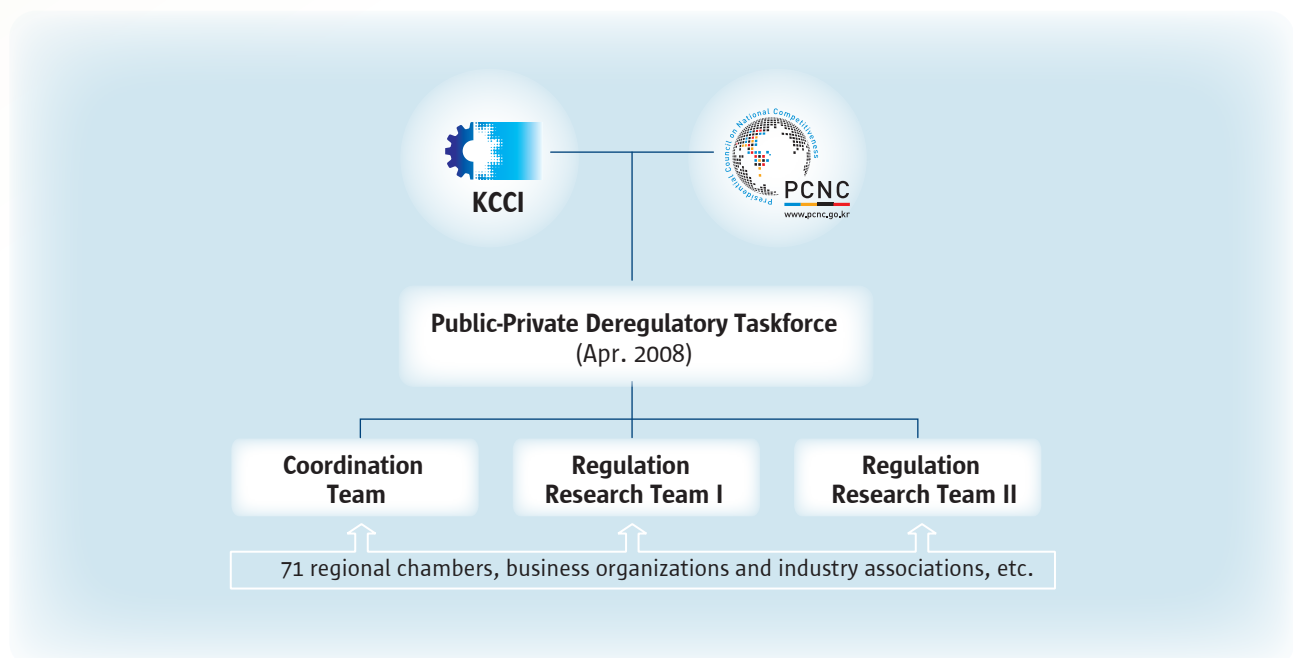 KCCI
Presidential Council on National Competitiveness
PCNC
www.pcnc.go.kr
Public-Private Deregulatory Taskforce
(Apr. 2008)
Coordination
Team
Regulation
Research Team I
Regulation
Research Team II
71 regional chambers, business organizations and industry associations, etc.